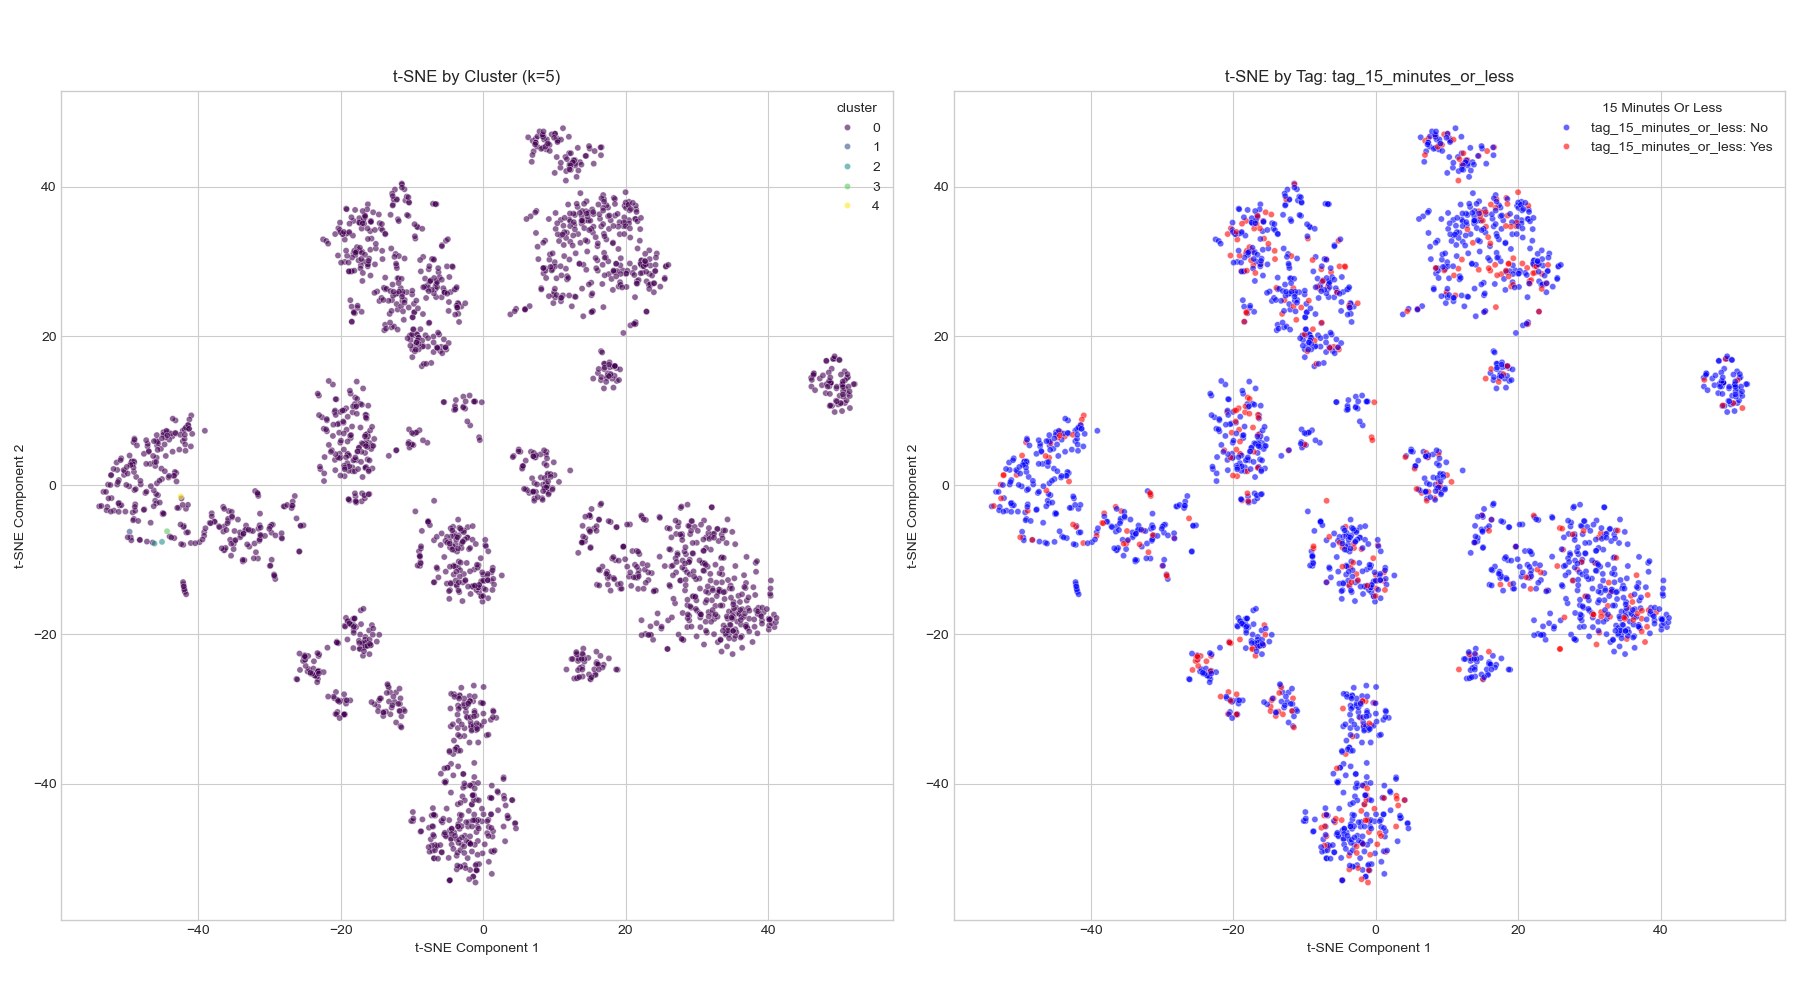 t-SNE by Cluster (k=5)
cluster
0
1
2
3
4
40
20
0
−20
−40
−40
−20
0
20
40
t-SNE Component 2
t-SNE Component 1
t-SNE by Tag: tag_15_minutes_or_less
15 Minutes Or Less
tag_15_minutes_or_less: No
tag_15_minutes_or_less: Yes
40
20
0
−20
−40
−40
−20
0
20
40
t-SNE Component 2
t-SNE Component 1